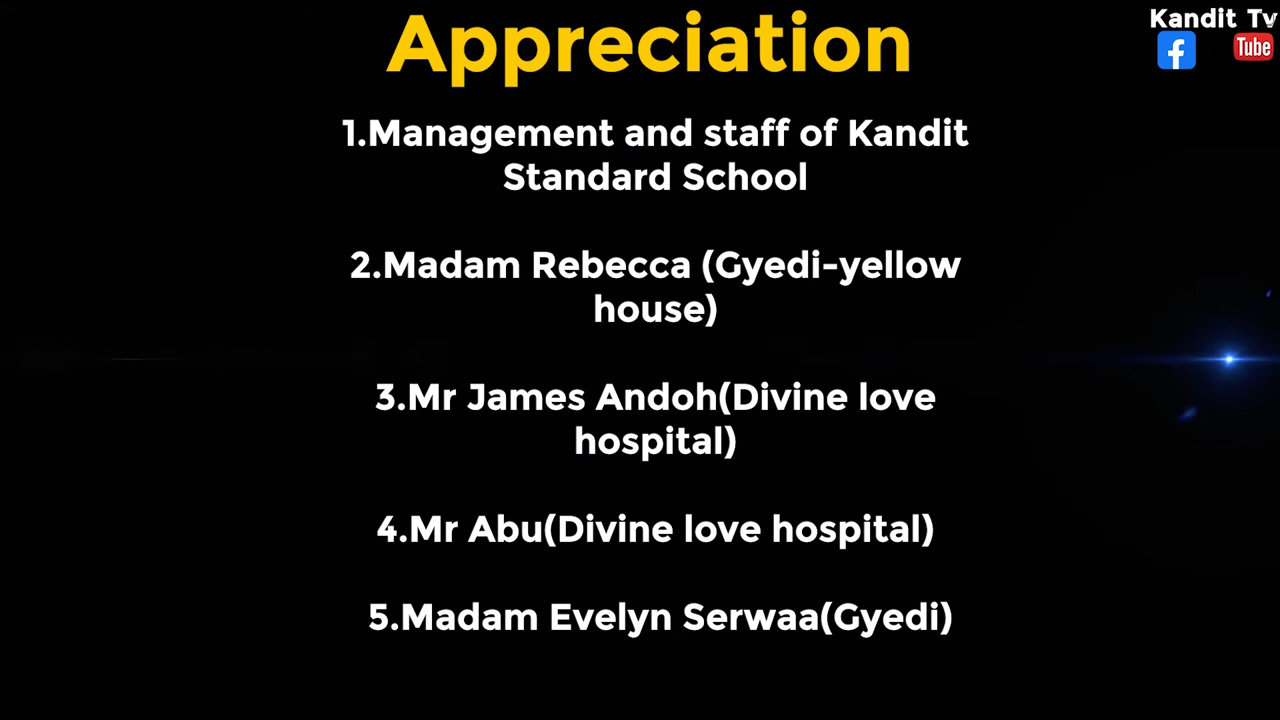 Appreciation
Kandit Tv
f
Tube
1.Management and staff of Kandit
Standard School
2.Madam Rebecca (Gyedi-yellow
house)
3.Mr James Andoh(Divine love
hospital)
4.Mr Abu(Divine love hospital)
5.Madam Evelyn Serwaa(Gyedi)